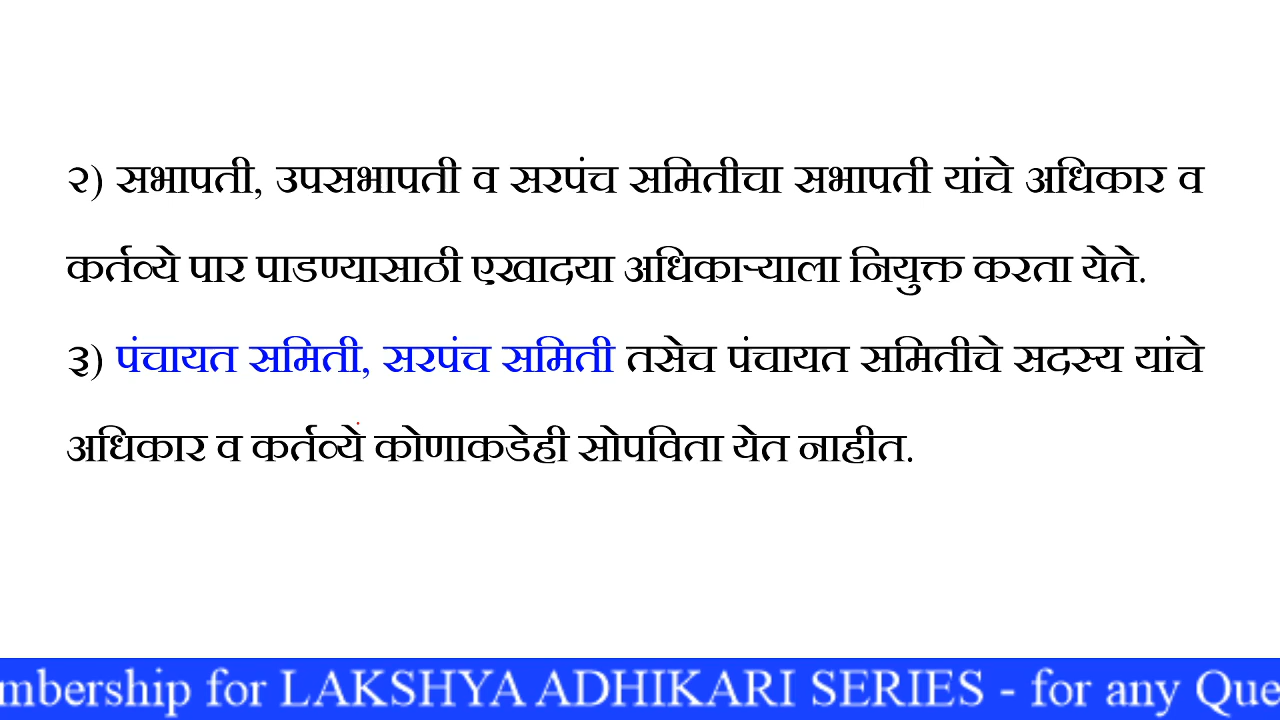 २) सभापती, उपसभापती व सरपंच समितीचा सभापती यांचे अधिकार व
कर्तव्ये पार पाडण्यासाठी एखादया अधिकाऱ्याला नियुक्त करता येते.
३) पंचायत समिती, सरपंच समिती तसेच पंचायत समितीचे सदस्य यांचे
अधिकार व कर्तव्ये कोणाकडेही सोपविता येत नाहीत.
mbership for LAKSHYA ADHIKARI SERIES - for any Que